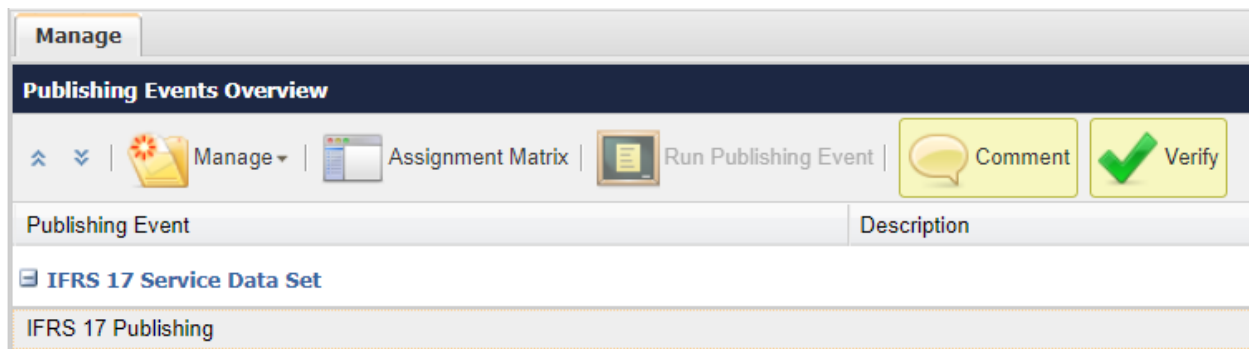 Manage
Publishing Events Overview
Manage Assignment Matrix Run Publishing Event Comment Verify
Publishing Event Description
IFRS 17 Service Data Set
IFRS 17 Publishing